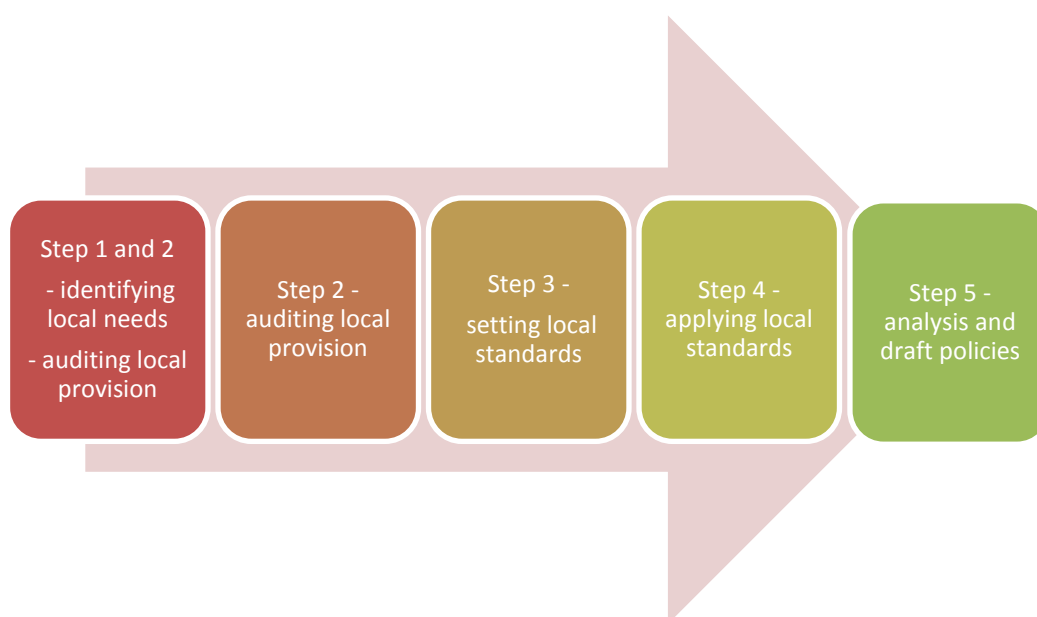 Step 1 and 2
- identifying
local needs
- auditing local
provision
Step 2 -
auditing local
provision
Step 3 -
setting local
standards
Step 4 -
applying local
standards
Step 5 -
analysis and
draft policies